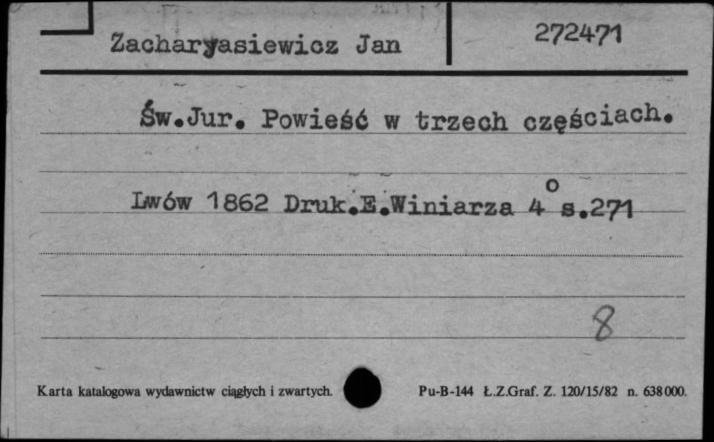 Zacharyasiewicz Jan 272471
Św.Jur. Powieść w trzech częściach.
Lwów 1862 Druk.E.Winiarza 4° s.271
8
Karta katalogowa wydawnictw ciągłych i zwartych. Pu-B-144 Ł.Z.Graf. Z. 120/15/82 n. 638000.